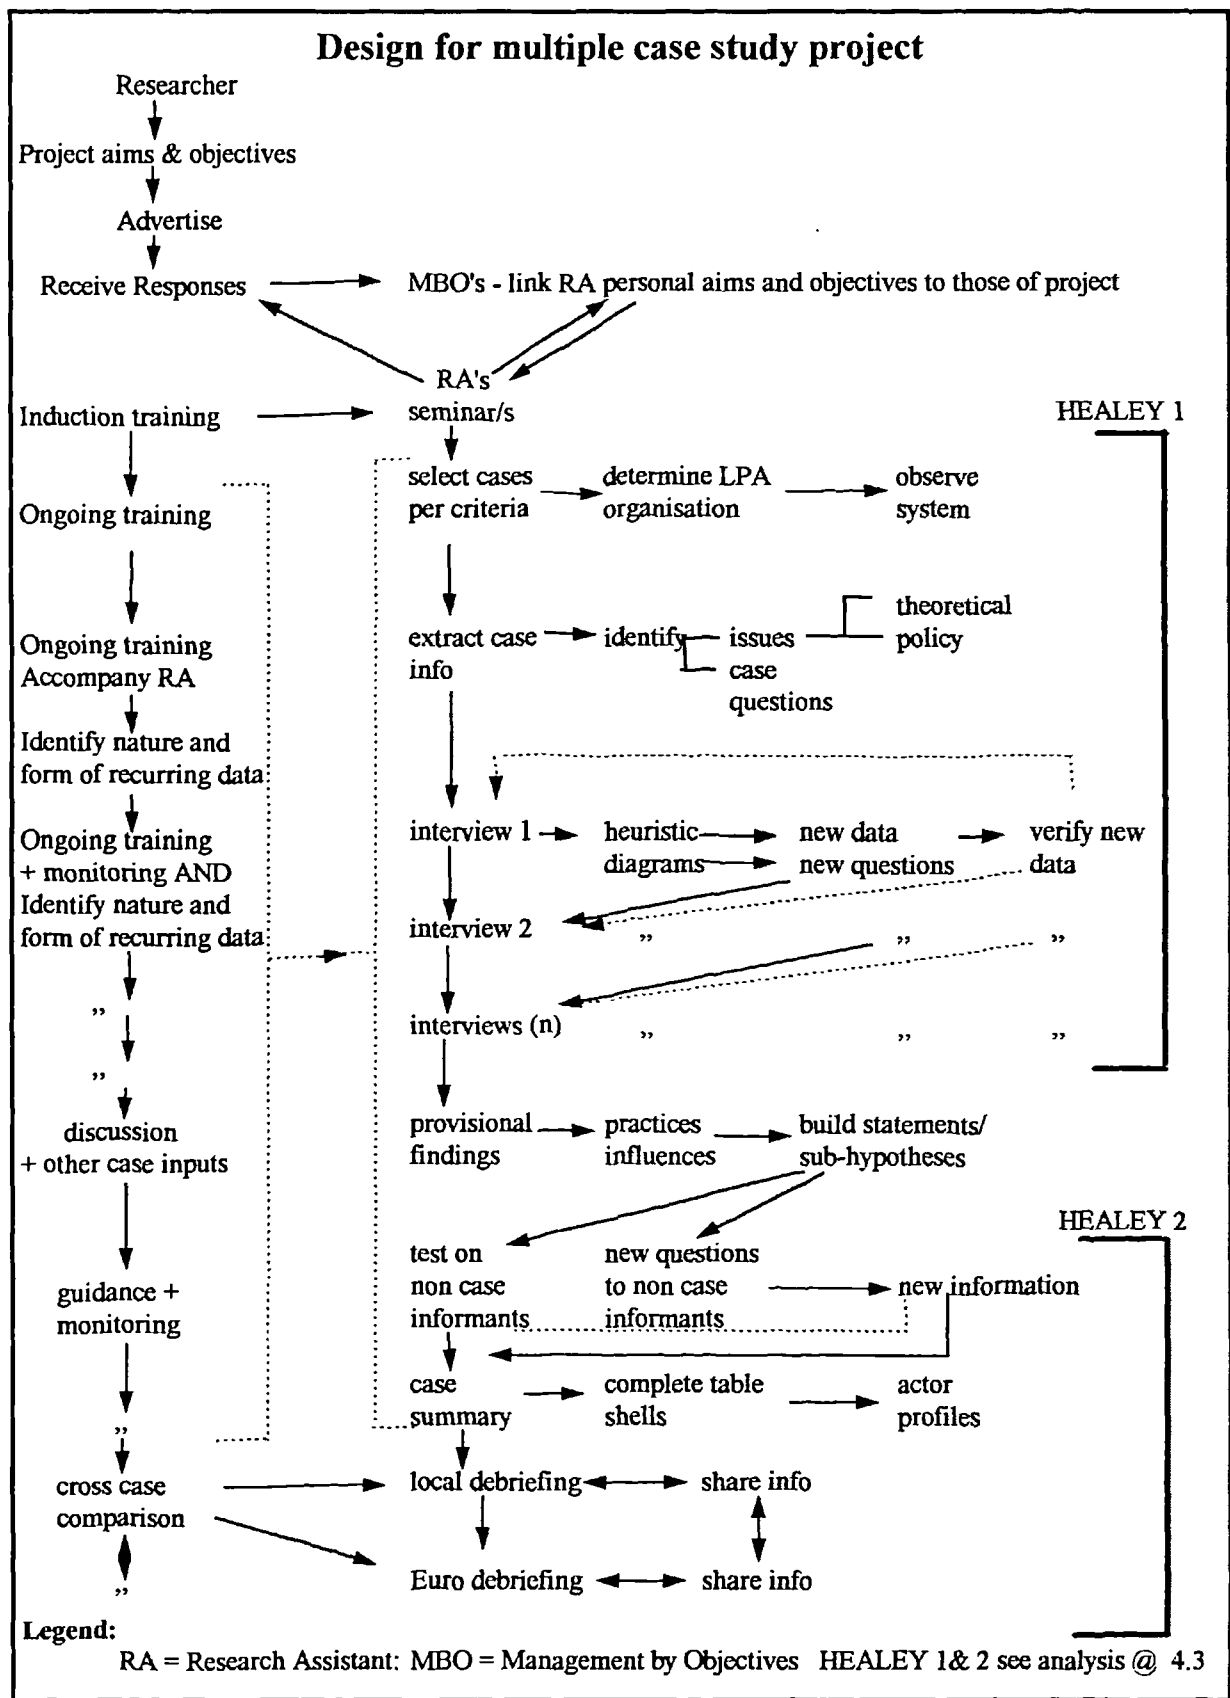 Design for multiple case study project
Researcher
Project aims & objectives
Advertise
Receive Responses
MBO's - link RA personal aims and objectives to those of project
RA's
Induction training
seminar/s
HEALEY 1
select cases
per criteria
determine LPA
organisation
observe
system
Ongoing training
extract case
info
identify
issues
case
questions
theoretical
policy
Ongoing training
Accompany RA
Identify nature and
form of recurring data
interview 1
heuristic
diagrams
new data
new questions
verify new
data
Ongoing training
+ monitoring AND
Identify nature and
form of recurring data
interview 2
„
„
„
„
interviews (n)
„
„
„
„
provisional
findings
practices
influences
build statements/
sub-hypotheses
discussion
+ other case inputs
HEALEY 2
test on
non case
informants
new questions
to non case
informants
new information
guidance +
monitoring
case
summary
complete table
shells
actor
profiles
„
cross case
comparison
local debriefing
share info
„
Euro debriefing
share info
Legend:
RA = Research Assistant: MBO = Management by Objectives HEALEY 1& 2 see analysis @ 4.3